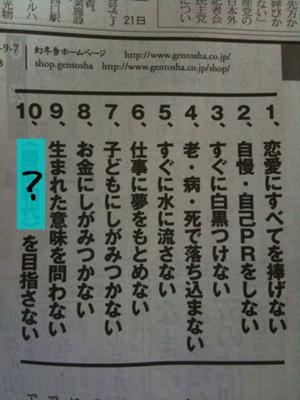 21日
-9-7
幻冬舎ホームページ http://www.gentosha.co.jp/
shop.gentosha http://www.gentosha.co.jp/shop/
1、恋愛にすべてを捧げない
2、自慢・自己PRをしない
3、すぐに白黒つけない
4、老・病・死で落ち込まない
5、すぐに水に流さない
6、仕事に夢をもとめない
7、子どもにしがみつかない
8、お金にしがみつかない
9、生まれた意味を問わない
10、〈?代〉を目指さない